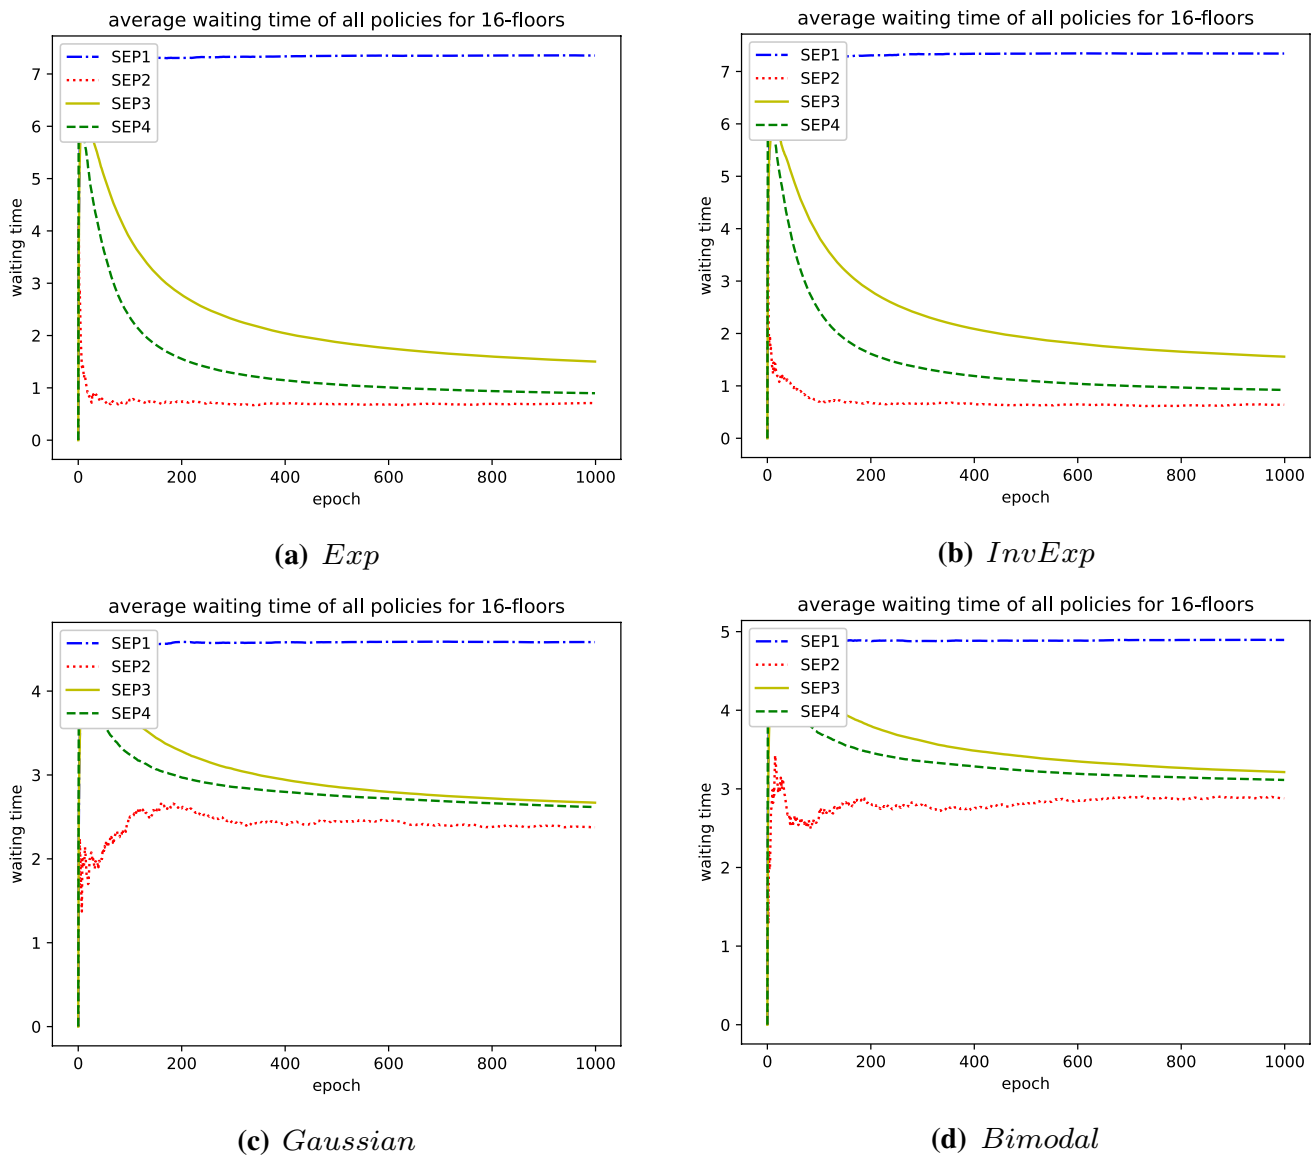 average waiting time of all policies for 16-floors
SEP1
SEP2
SEP3
SEP4
7
6
5
4
3
2
1
0
waiting time
0 200 400 600 800 1000
epoch
(a) Exp
average waiting time of all policies for 16-floors
SEP1
SEP2
SEP3
SEP4
7
6
5
4
3
2
1
0
waiting time
0 200 400 600 800 1000
epoch
(b) InvExp
average waiting time of all policies for 16-floors
SEP1
SEP2
SEP3
SEP4
4
3
2
1
0
waiting time
0 200 400 600 800 1000
epoch
(c) Gaussian
average waiting time of all policies for 16-floors
SEP1
SEP2
SEP3
SEP4
5
4
3
2
1
0
waiting time
0 200 400 600 800 1000
epoch
(d) Bimodal